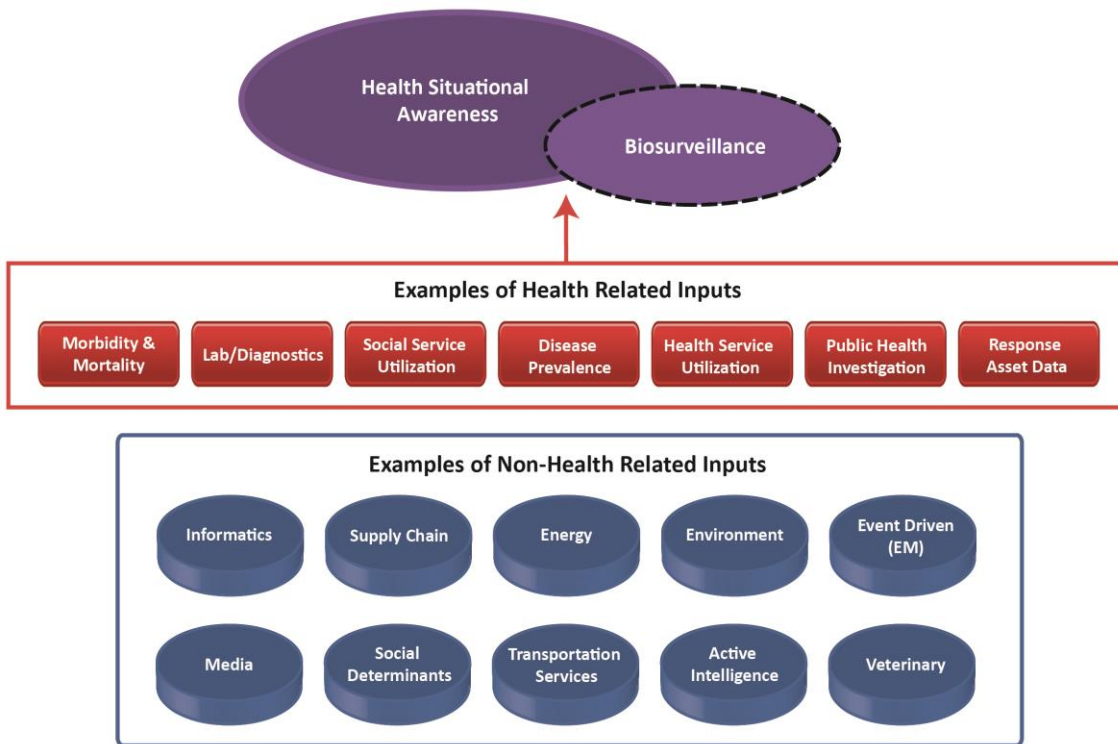 Health Situational
Awareness
Biosurveillance
Examples of Health Related Inputs
Morbidity &
Mortality
Lab/Diagnostics
Social Service
Utilization
Disease
Prevalence
Health Service
Utilization
Public Health
Investigation
Response
Asset Data
Examples of Non-Health Related Inputs
Informatics
Supply Chain
Energy
Environment
Event Driven
(EM)
Media
Social
Determinants
Transportation
Services
Active
Intelligence
Veterinary